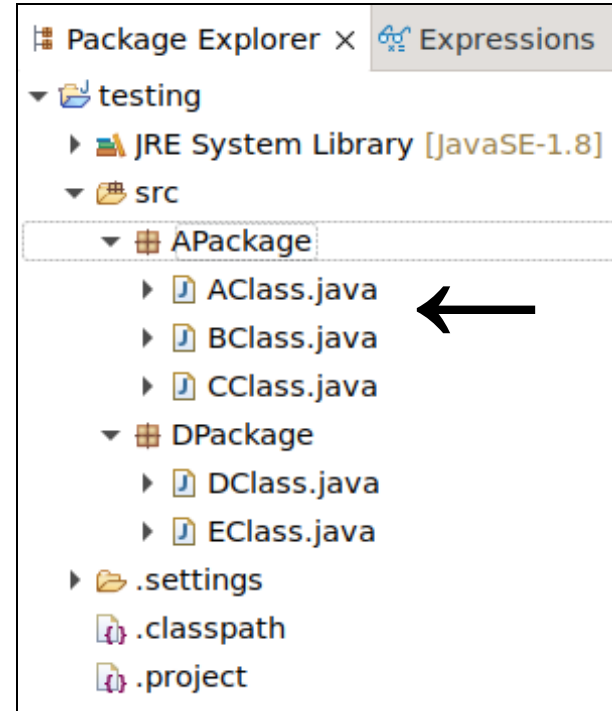 Package Explorer × Expressions
testing
JRE System Library [JavaSE-1.8]
src
APackage
AClass.java
BClass.java
CClass.java
DPackage
DClass.java
EClass.java
.settings
.classpath
.project